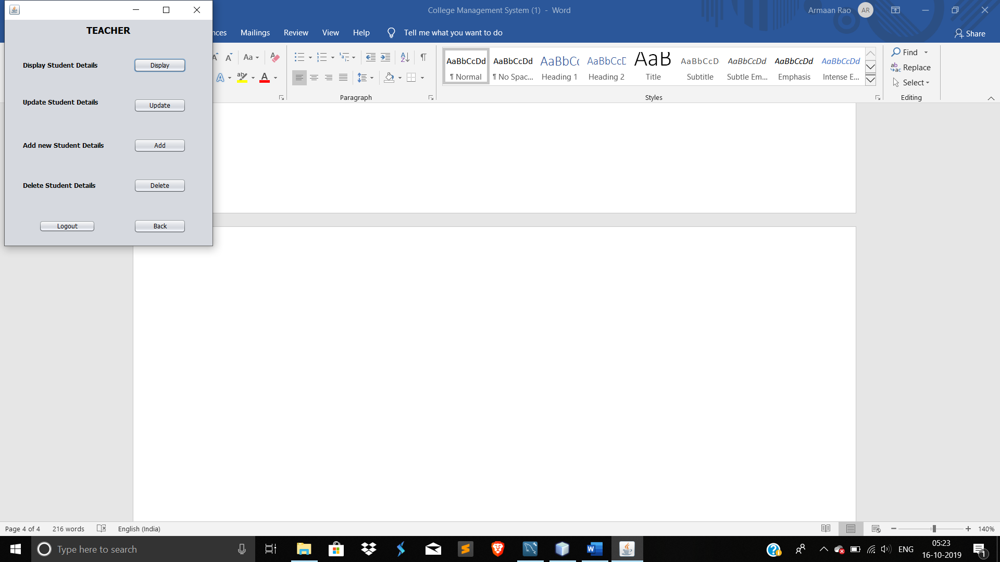 College Management System (1) - Word
Armaan Rao
AR
TEACHER
Mailings
Review
View
Help
Tell me what you want to do
Share
Display Student Details
Display
Update Student Details
Update
Add new Student Details
Add
Delete Student Details
Delete
Logout
Back
Aa
A
A
Paragraph
AaBbCcDd
¶ Normal
AaBbCcDd
¶ No Spac...
AaBbCc
Heading 1
AaBbCcD
Heading 2
AaB
Title
AaBbCcD
Subtitle
AaBbCcDd
Subtle Em...
AaBbCcDd
Emphasis
AaBbCcDd
Intense E...
Styles
Find
Replace
Select
Editing
Page 4 of 4
216 words
English (India)
140%
Type here to search
ENG
05:23
16-10-2019
1